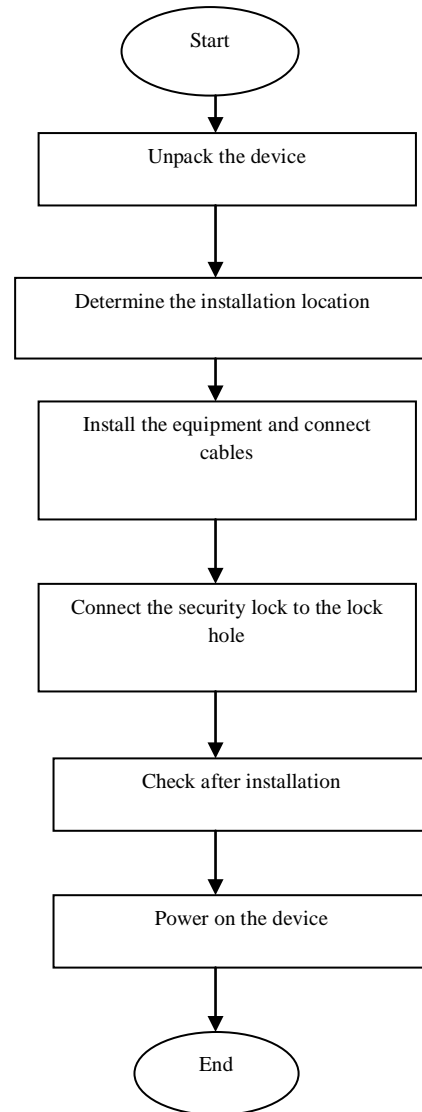 Start
Unpack the device
Determine the installation location
Install the equipment and connect
cables
Connect the security lock to the lock
hole
Check after installation
Power on the device
End